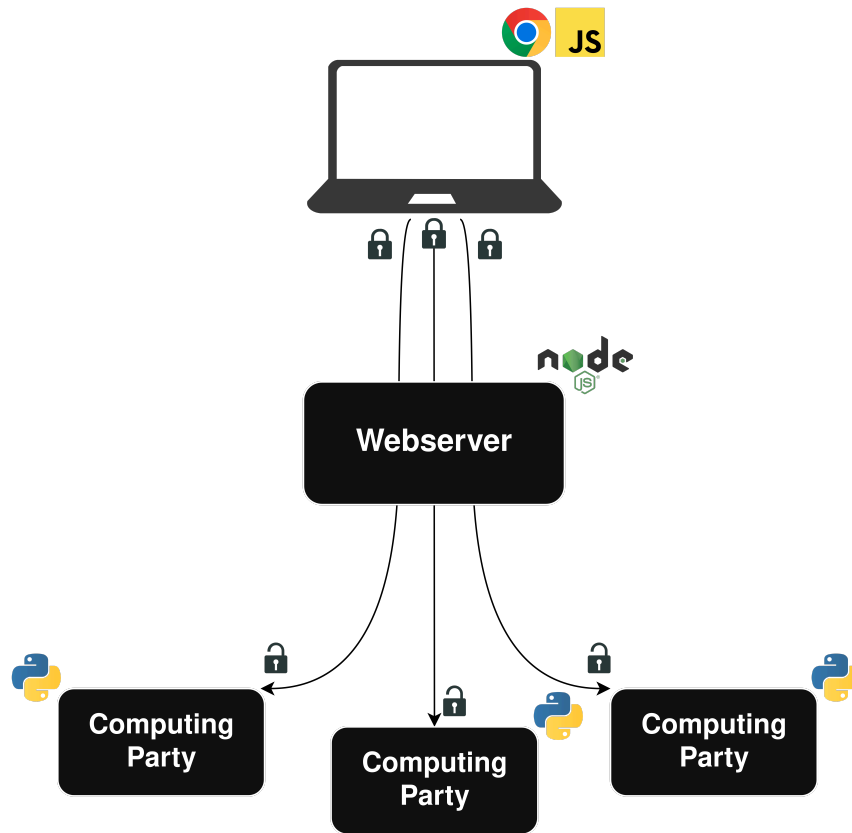 JS
node
JS
Webserver
Computing
Party
Computing
Party
Computing
Party